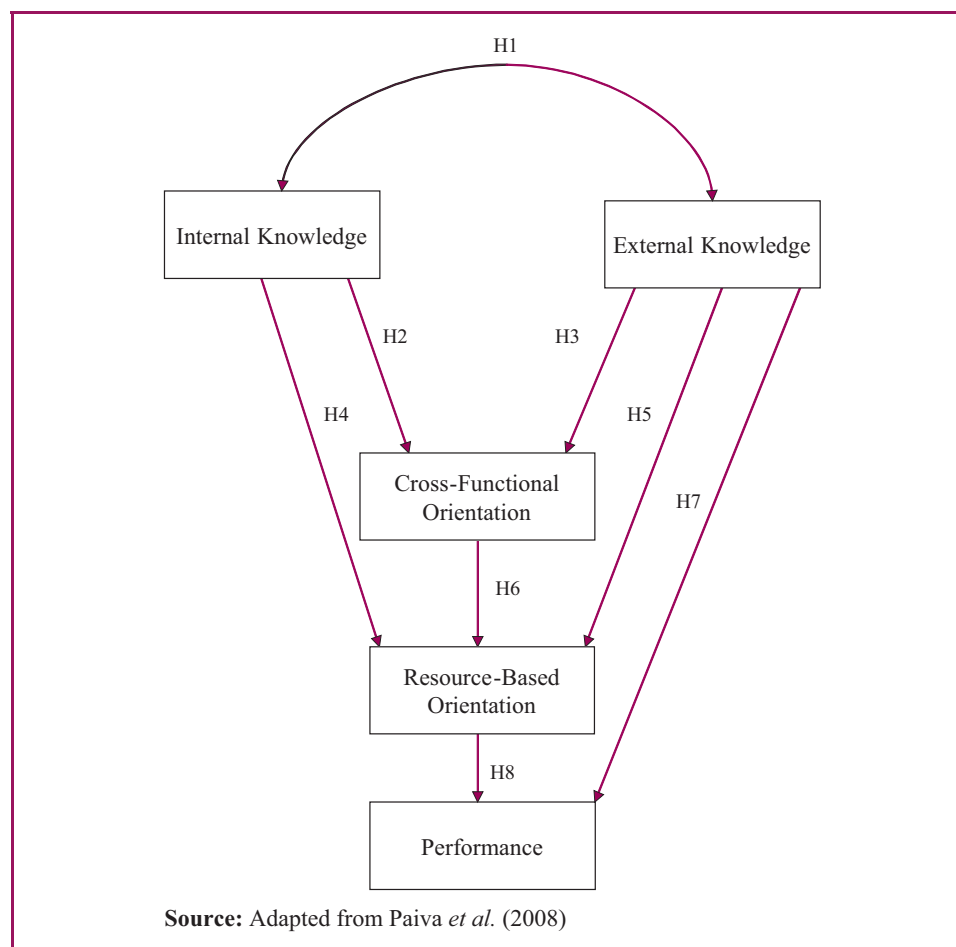 H1
Internal Knowledge
External Knowledge
H2
H3
H4
H5
Cross-Functional
Orientation
H7
H6
Resource-Based
Orientation
H8
Performance
Source: Adapted from Paiva et al. (2008)